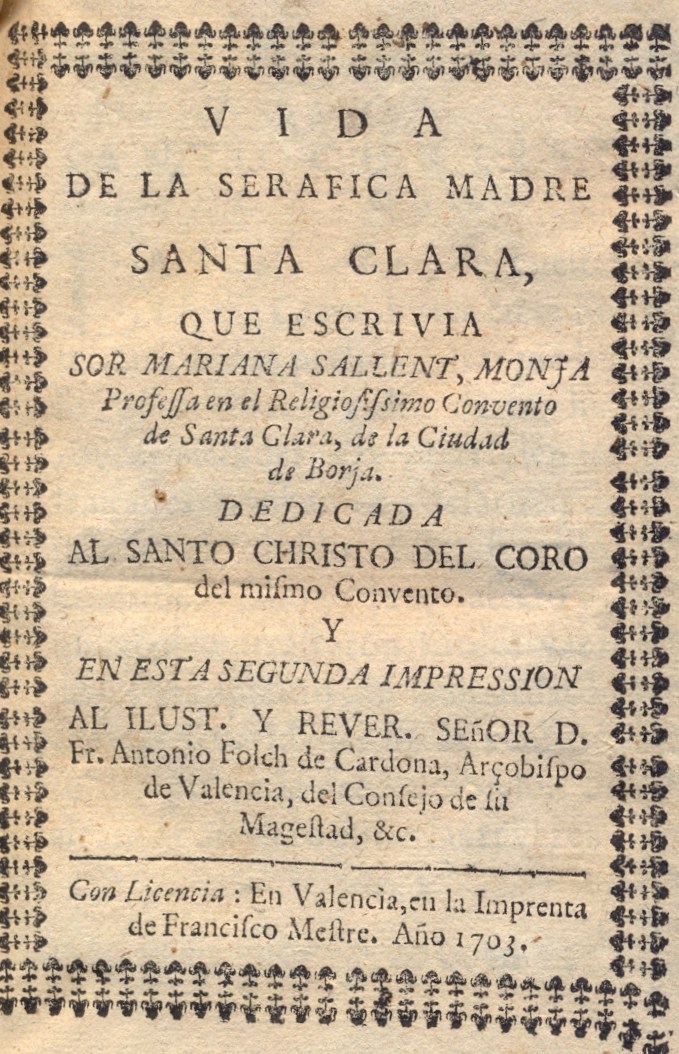 VIDA
DE LA SERAFICA MADRE
SANTA CLARA,
QUE ESCRIVIA
SOR MARIANA SALLENT, MONJA
Profeſſa en el Religioſiſsimo Convento
de Santa Clara, de la Ciudad
de Borja.
DEDICADA
AL SANTO CHRISTO DEL CORO
del miſmo Convento.
Y
EN ESTA SEGUNDA IMPRESSION
AL ILUST. Y REVER. SEñOR D.
Fr. Antonio Folch de Cardona, Arçobiſpo
de Valencia, del Conſejo de ſu
Mageſtad, &c.
Con Licencia : En Valencia, en la Imprenta
de Franciſco Meſtre. Año 1703.